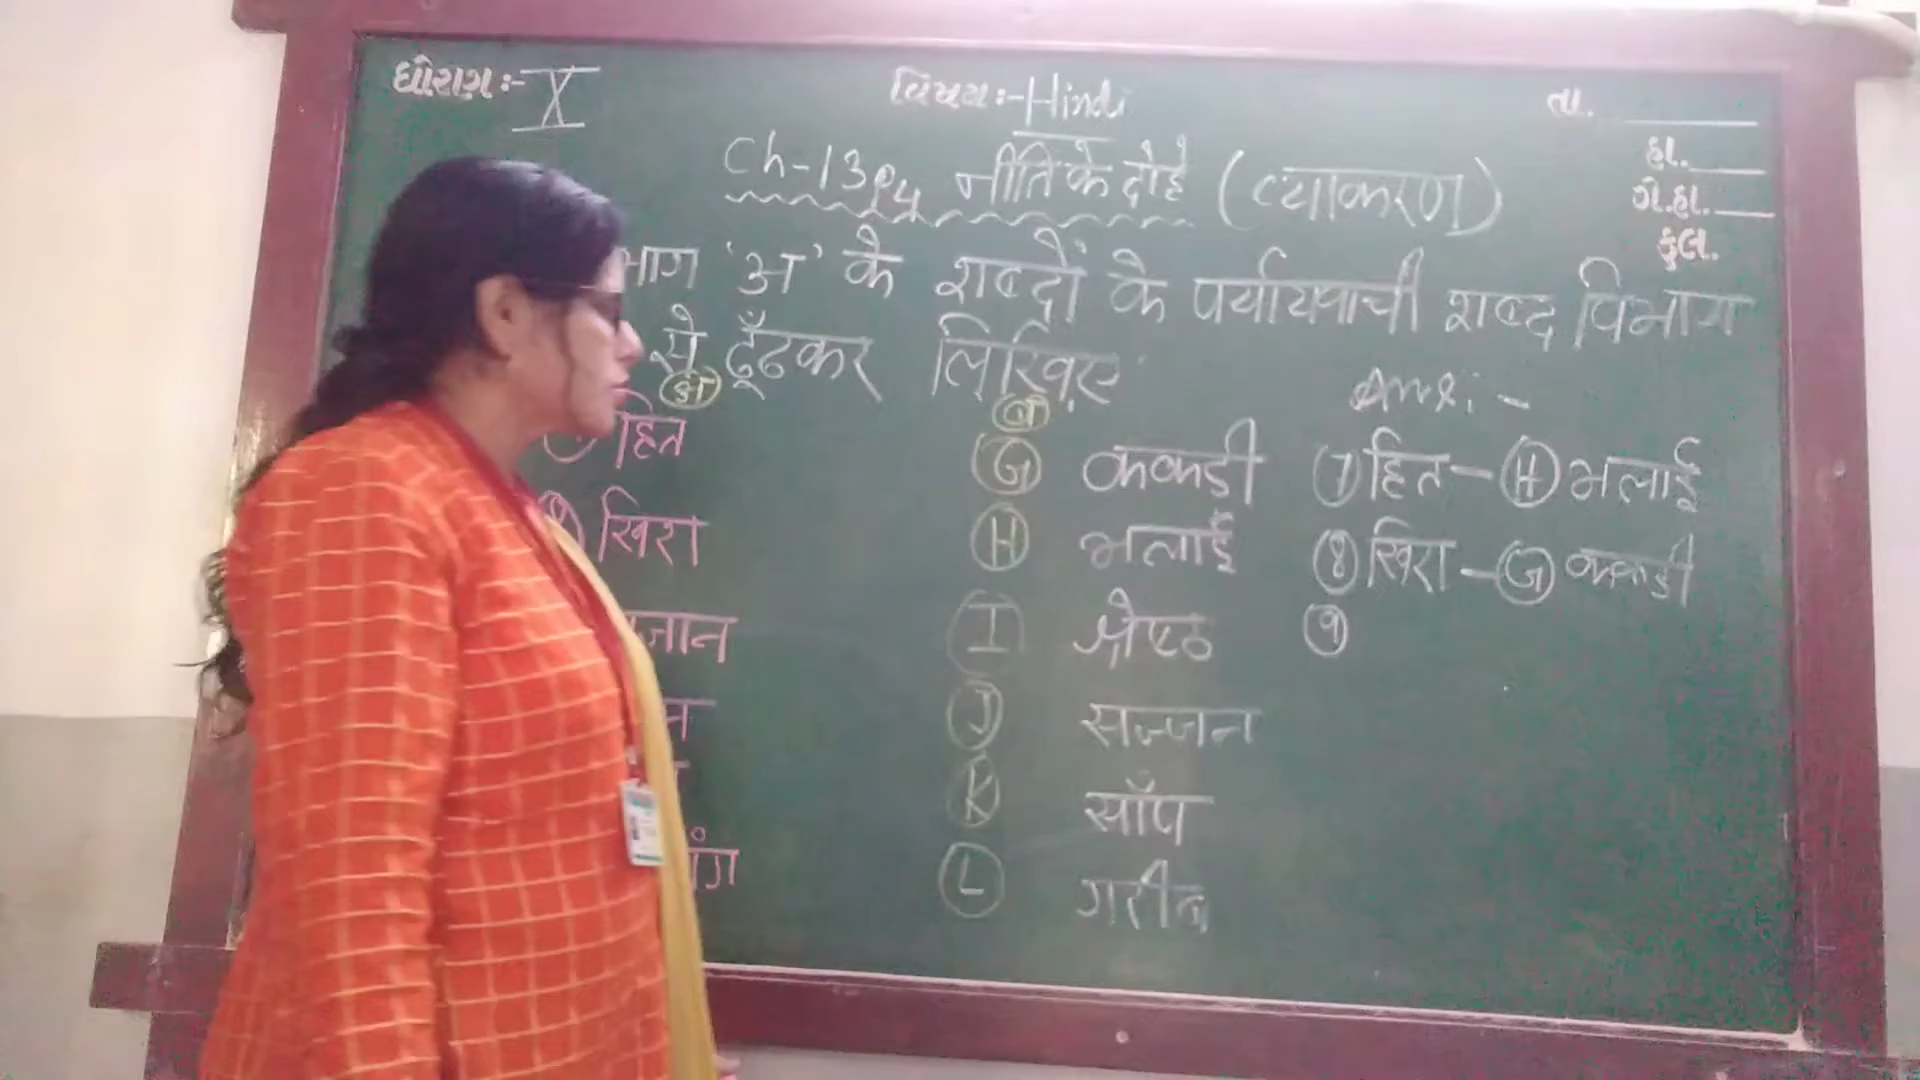 ધોરણ :- X વિષય :- Hindi તા.
હા.
Ch-13 नीति के दोहे (व्याकरण)
ગે.હા.
કુલ.
भाग 'अ' के शब्दों के पर्यायवाची शब्द विभाग
से ढूँढकर लिखिए
Ans :-
अ ब
हित G ककडी 7 हित - H भलाई
खिरा H भलाई 8 खिरा - G ककडी
जान I श्रेष्ठ 9
J सज्जन
K साँप
ंग L गरीब